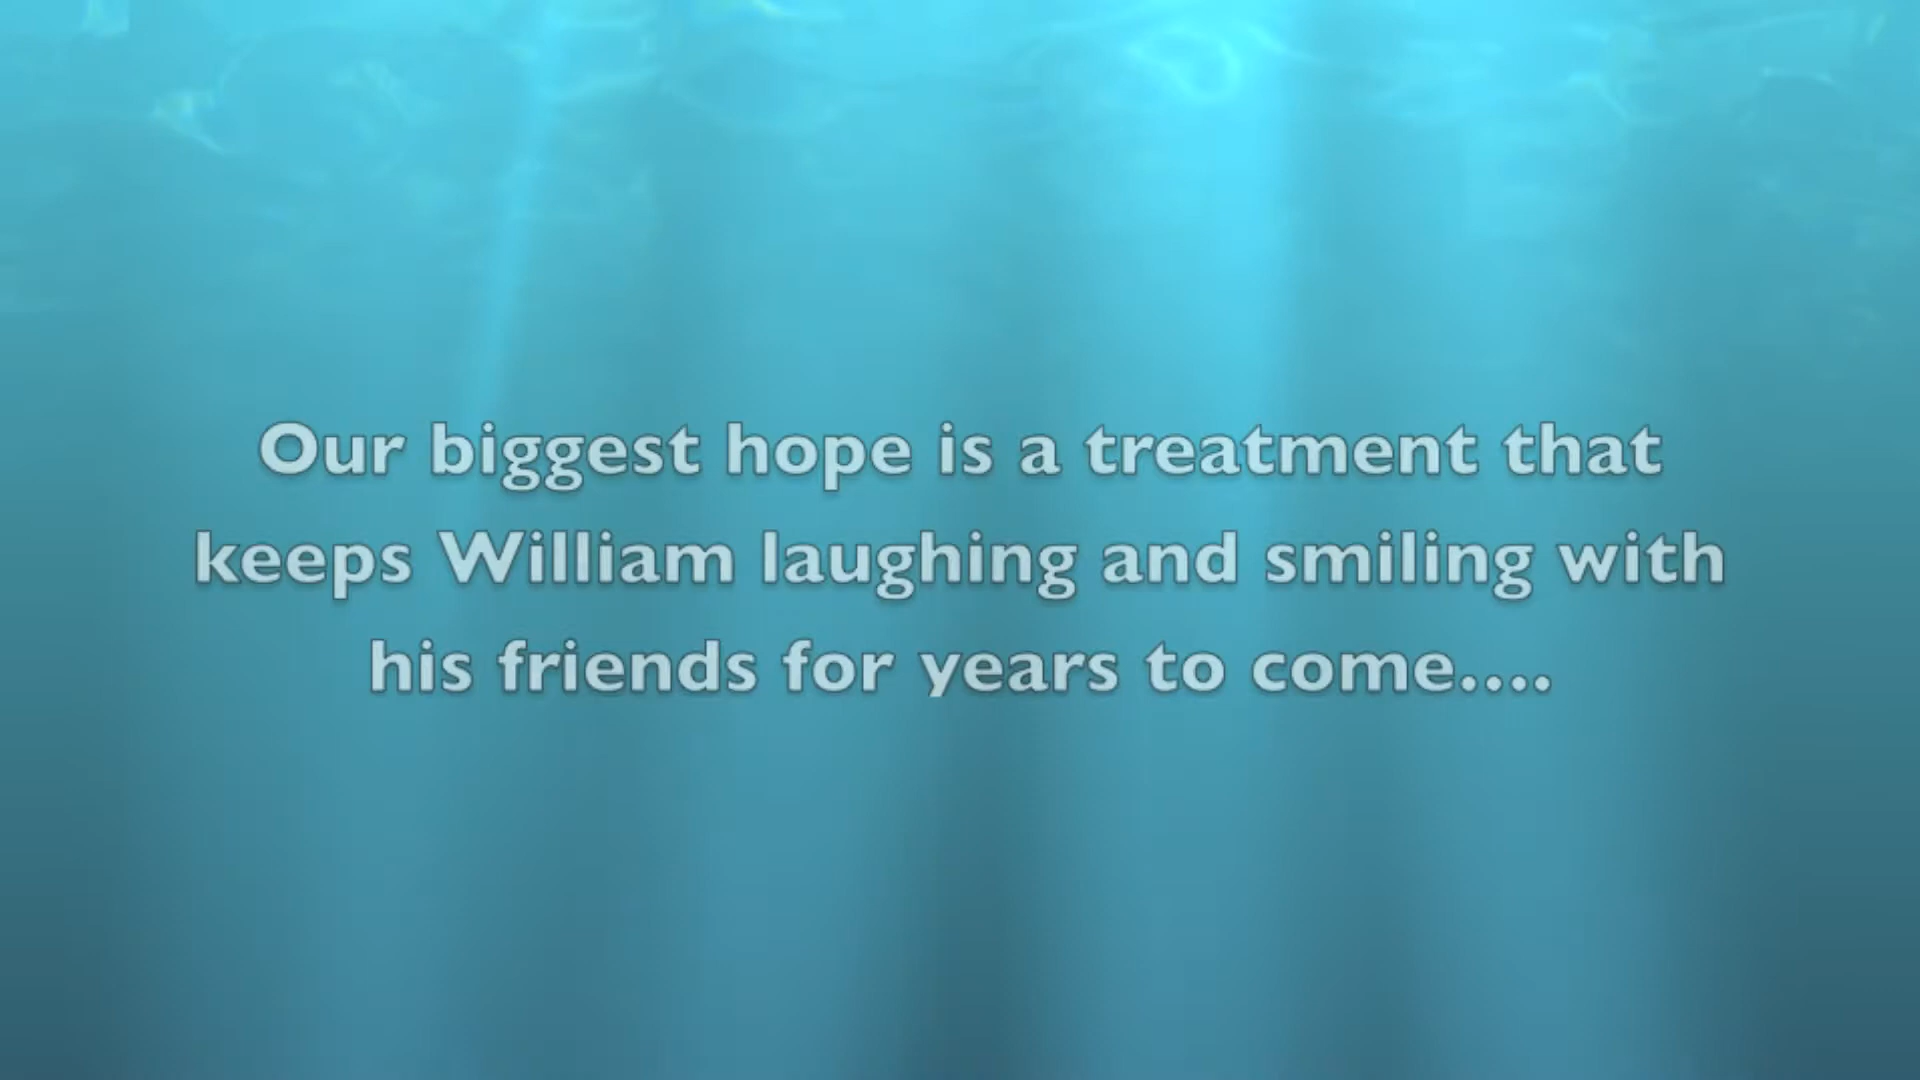 Our biggest hope is a treatment that
keeps William laughing and smiling with
his friends for years to come....